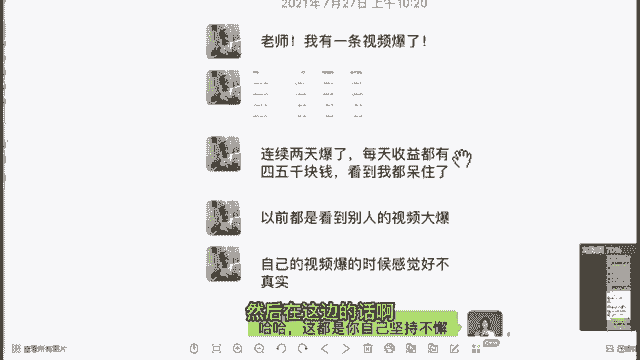 2021年7月27日 上午10:20
老师！我有一条视频爆了！
连续两天爆了，每天收益都有
四五千块钱，看到我都呆住了
以前都是看到别人的视频大爆
自己的视频爆的时候感觉好不
真实
然后在这边的话啊
哈哈，这都是你自己坚持不懈
查看所有图片